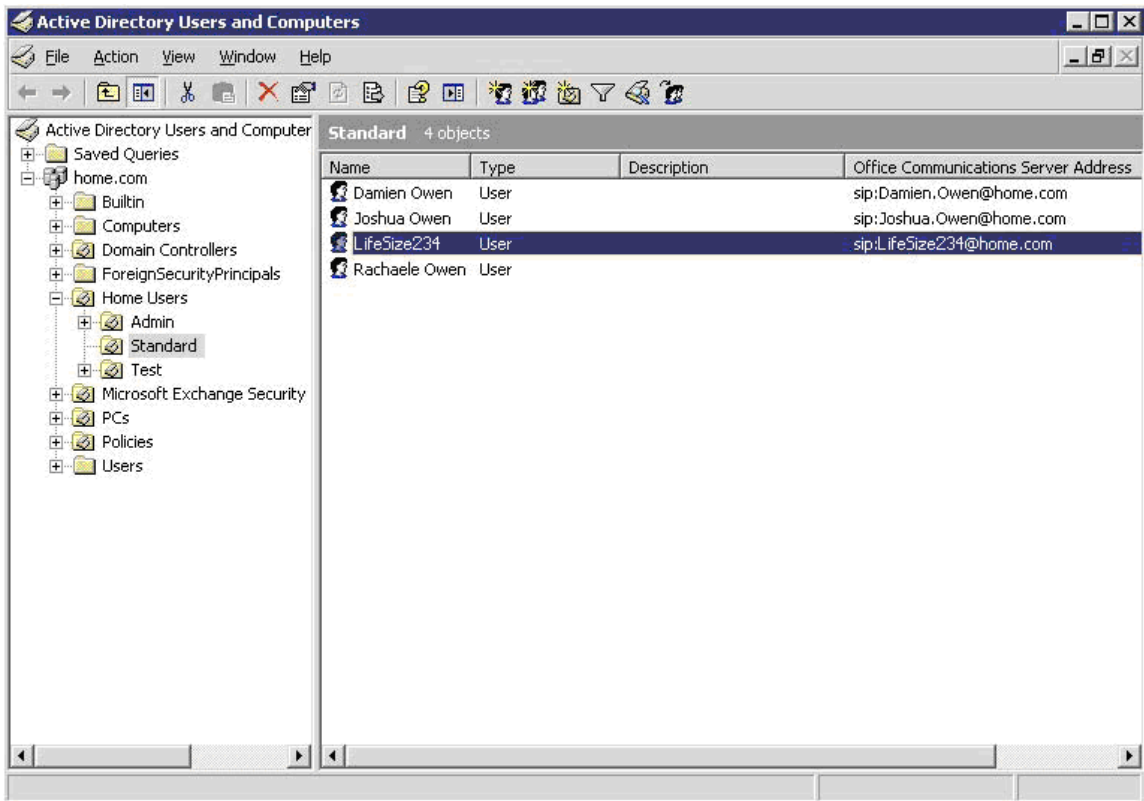 Active Directory Users and Computers
File Action View Window Help
Active Directory Users and Computer
Saved Queries
home.com
Builtin
Computers
Domain Controllers
ForeignSecurityPrincipals
Home Users
Admin
Standard
Test
Microsoft Exchange Security
PCs
Policies
Users
Standard 4 objects
Name Type Description Office Communications Server Address
Damien Owen User sip:Damien.Owen@home.com
Joshua Owen User sip:Joshua.Owen@home.com
LifeSize234 User sip:LifeSize234@home.com
Rachaele Owen User